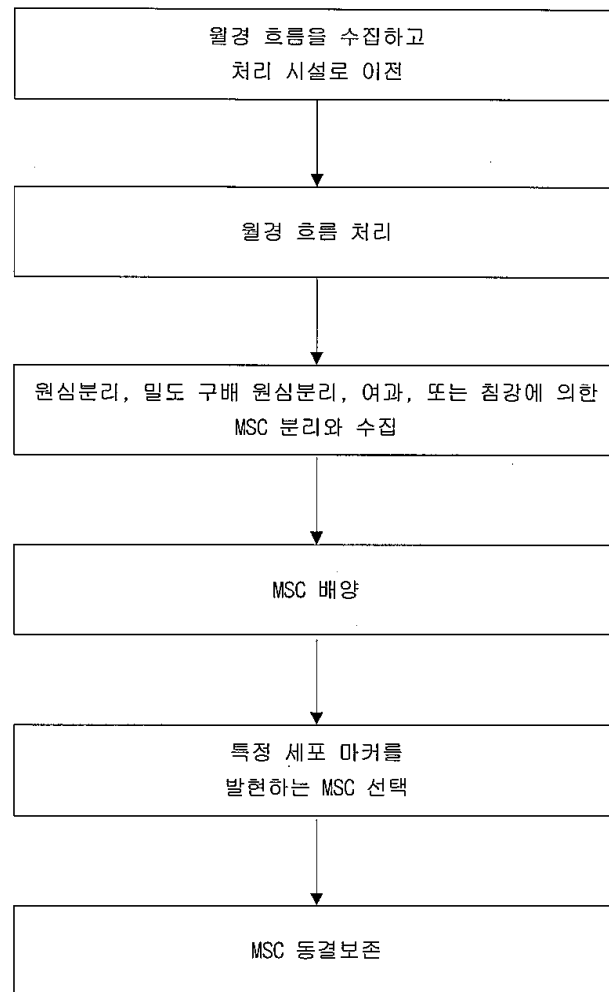 월경 흐름을 수집하고
처리 시설로 이전
월경 흐름 처리
원심분리, 밀도 구배 원심분리, 여과, 또는 침강에 의한
MSC 분리와 수집
MSC 배양
특정 세포 마커를
발현하는 MSC 선택
MSC 동결보존